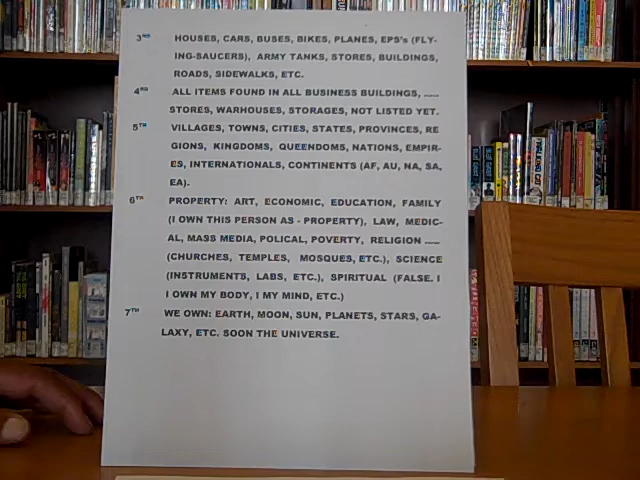 3RD HOUSES, CARS, BUSES, BIKES, PLANES, EPS's (FLY-
ING-SAUCERS), ARMY TANKS, STORES, BUILDINGS,
ROADS, SIDEWALKS, ETC.
4RD ALL ITEMS FOUND IN ALL BUSINESS BUILDINGS, .....
STORES, WARHOUSES, STORAGES, NOT LISTED YET.
5TH VILLAGES, TOWNS, CITIES, STATES, PROVINCES, RE
GIONS, KINGDOMS, QUEENDOMS, NATIONS, EMPIR-
ES, INTERNATIONALS, CONTINENTS (AF, AU, NA, SA,
EA).
6TH PROPERTY: ART, ECONOMIC, EDUCATION, FAMILY
(I OWN THIS PERSON AS - PROPERTY), LAW, MEDIC-
AL, MASS MEDIA, POLICAL, POVERTY, RELIGION .....
(CHURCHES, TEMPLES, MOSQUES, ETC.), SCIENCE
(INSTRUMENTS, LABS, ETC.), SPIRITUAL (FALSE. I
I OWN MY BODY, I MY MIND, ETC.)
7TH WE OWN: EARTH, MOON, SUN, PLANETS, STARS, GA-
LAXY, ETC. SOON THE UNIVERSE.